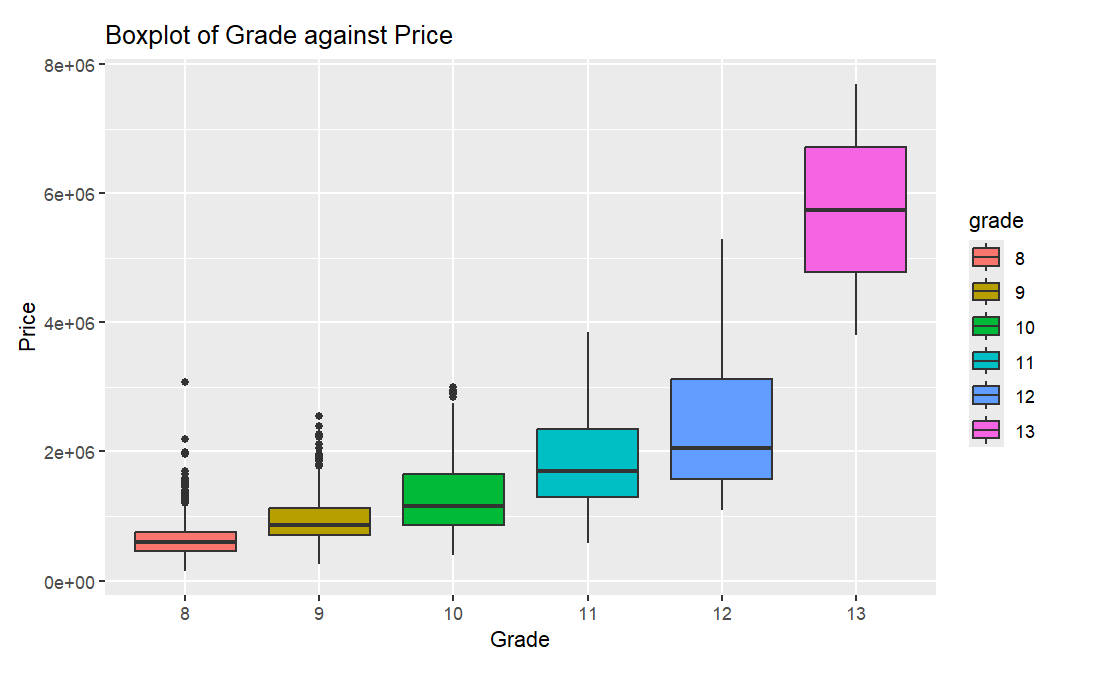 Boxplot of Grade against Price
8e+06
6e+06
4e+06
2e+06
0e+00
Price
8 9 10 11 12 13
Grade
grade
8
9
10
11
12
13